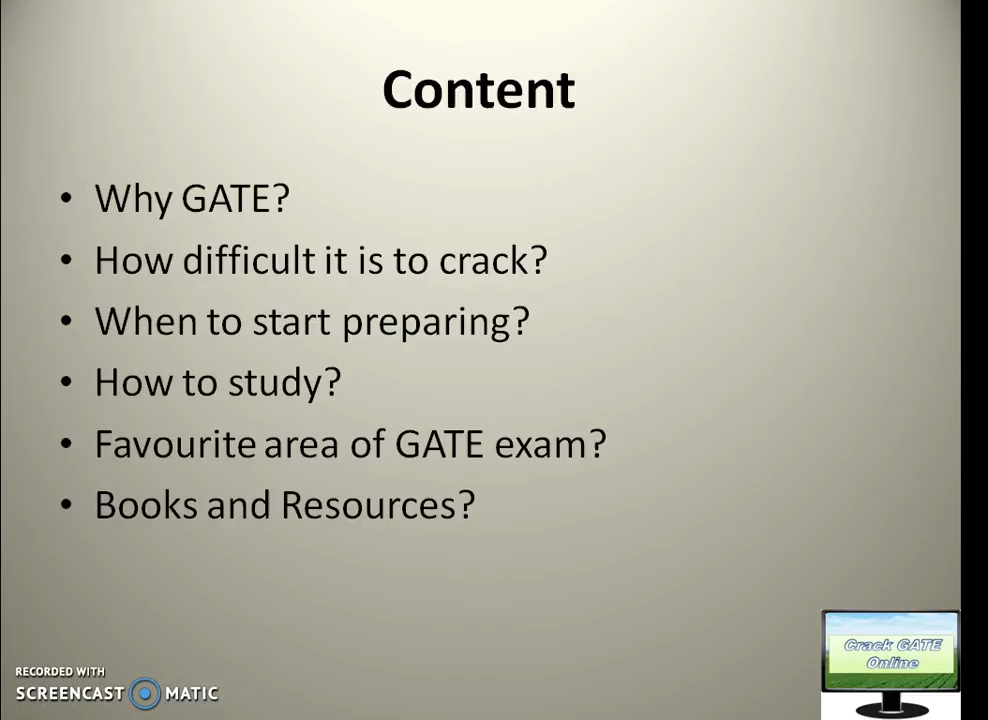 Content
• Why GATE?
• How difficult it is to crack?
• When to start preparing?
• How to study?
• Favourite area of GATE exam?
• Books and Resources?
RECORDED WITH
SCREENCAST MATIC
Crack GATE
Online